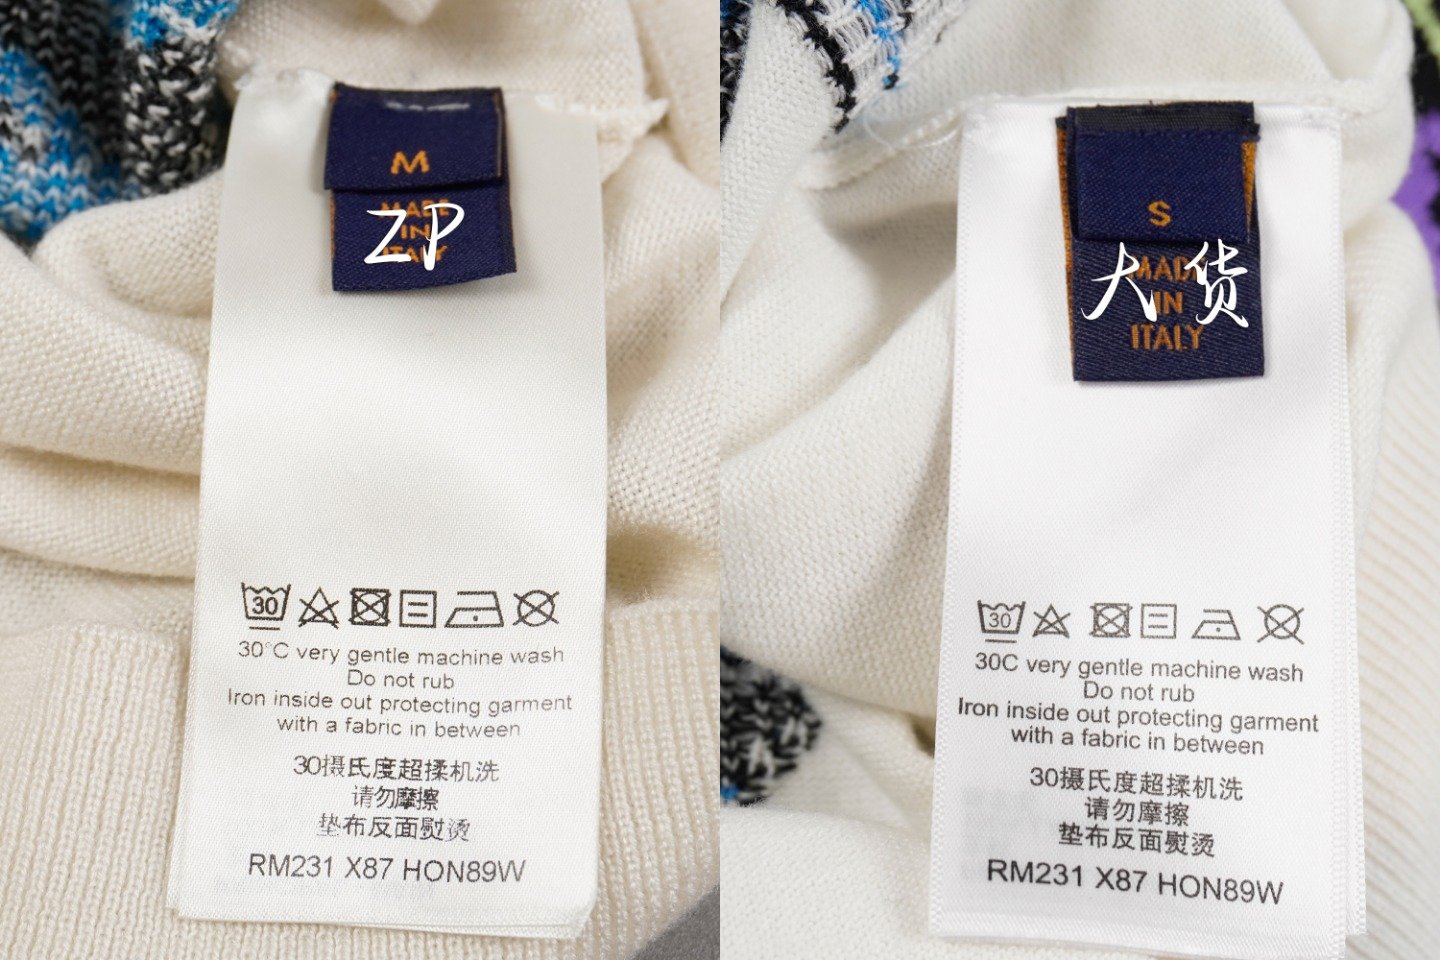 M
MADE
IN
ITALY
ZP
30
30°C very gentle machine wash
Do not rub
Iron inside out protecting garment
with a fabric in between
30摄氏度超揉机洗
请勿摩擦
垫布反面熨烫
RM231 X87 HON89W
S
MADE
IN
ITALY
大货
30
30C very gentle machine wash
Do not rub
Iron inside out protecting garment
with a fabric in between
30摄氏度超揉机洗
请勿摩擦
垫布反面熨烫
RM231 X87 HON89W